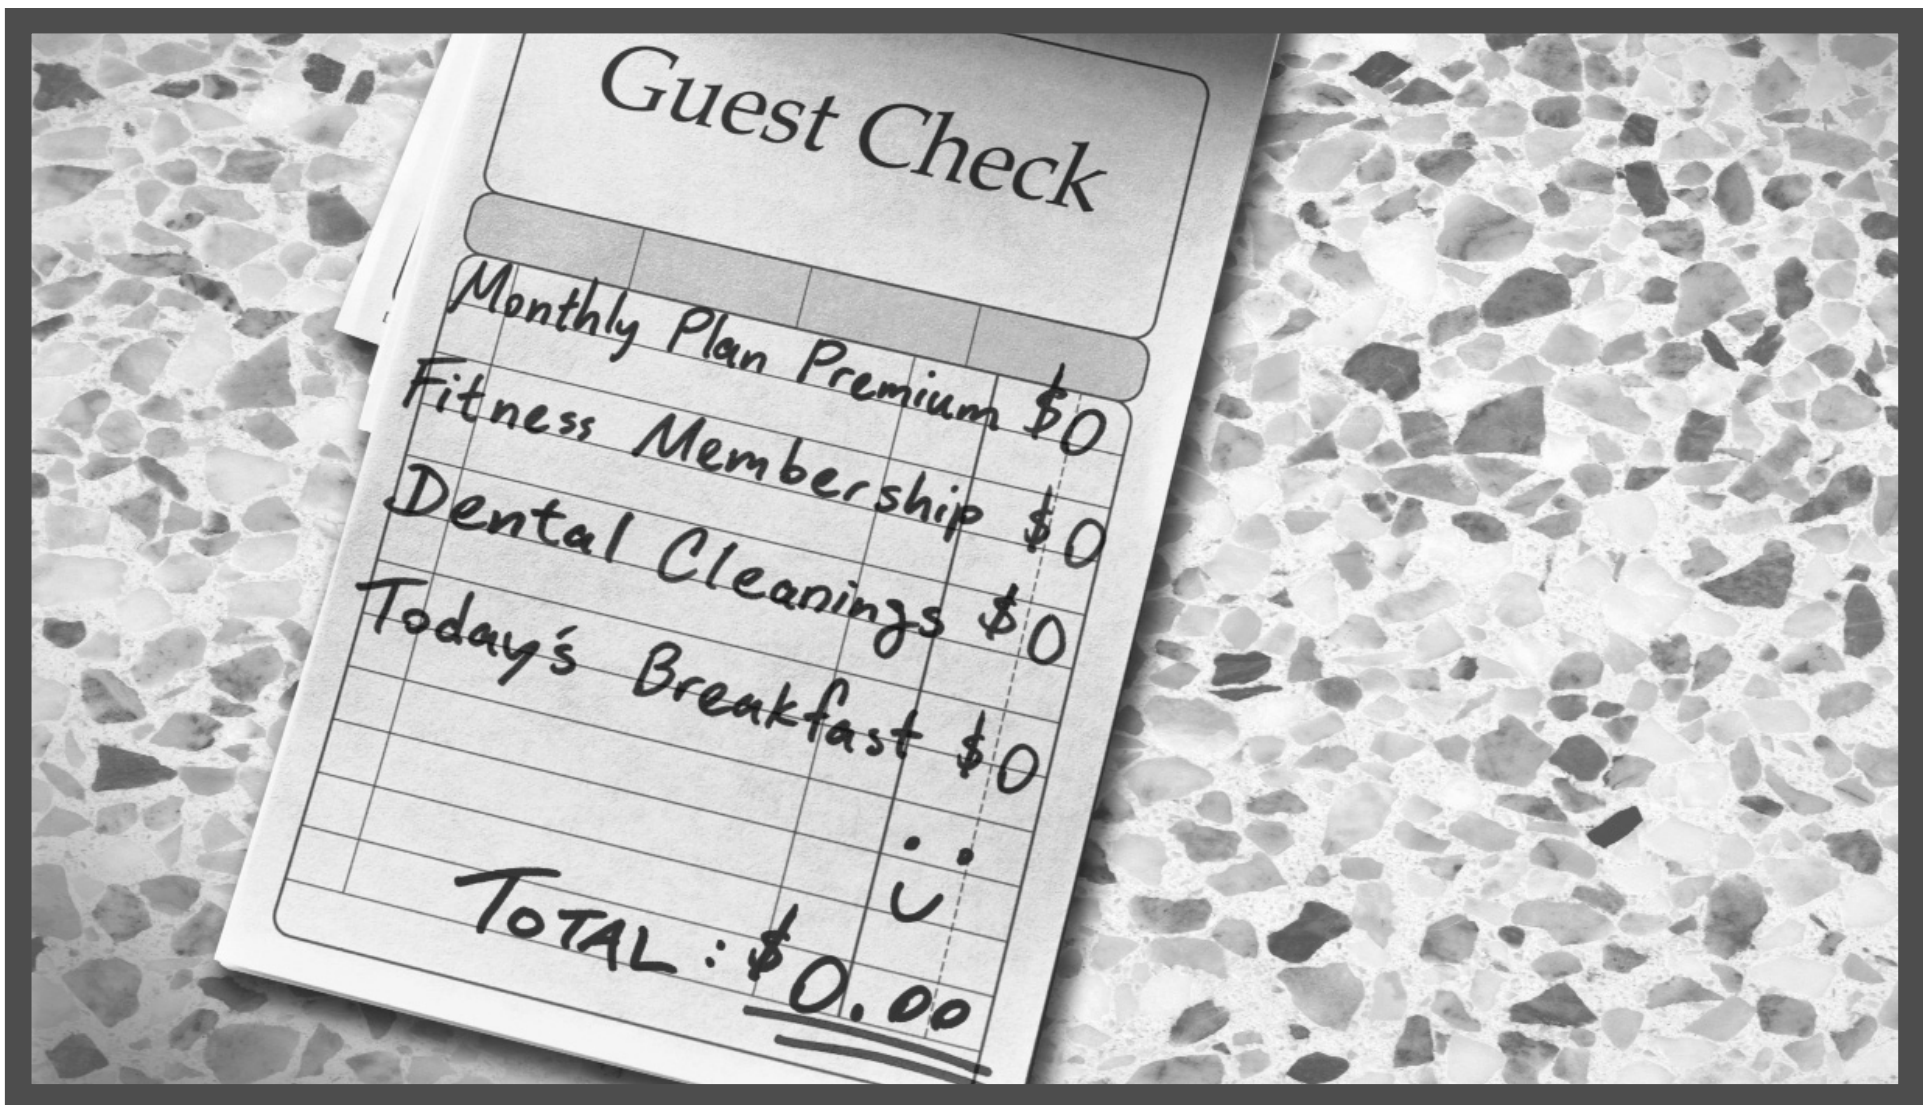 Guest Check
Monthly Plan Premium $0
Fitness Membership $0
Dental Cleanings $0
Today's Breakfast $0
TOTAL: $0.00